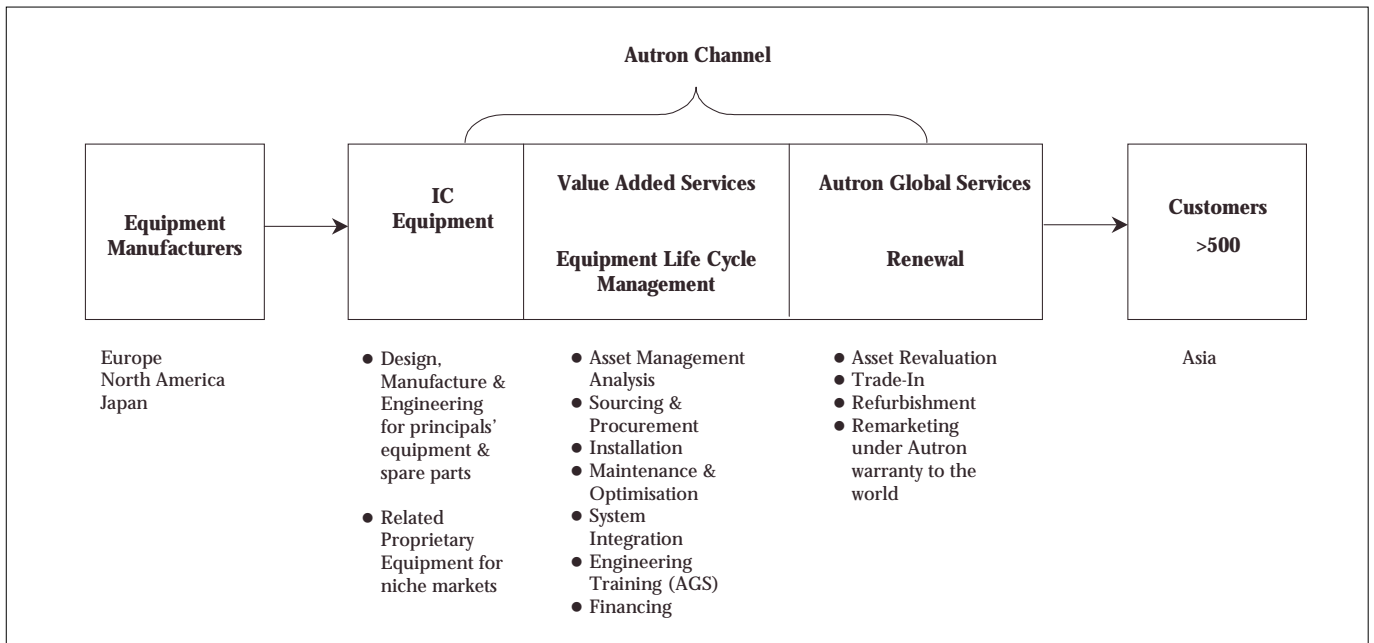 Autron Channel
Equipment
Manufacturers
IC
Equipment
Value Added Services
Equipment Life Cycle
Management
Autron Global Services
Renewal
Customers
>500
Europe
North America
Japan
● Design,
Manufacture &
Engineering
for principals’
equipment &
spare parts
● Related
Proprietary
Equipment for
niche markets
● Asset Management
Analysis
● Sourcing &
Procurement
● Installation
● Maintenance &
Optimisation
● System
Integration
● Engineering
Training (AGS)
● Financing
● Asset Revaluation
● Trade-In
● Refurbishment
● Remarketing
under Autron
warranty to the
world
Asia